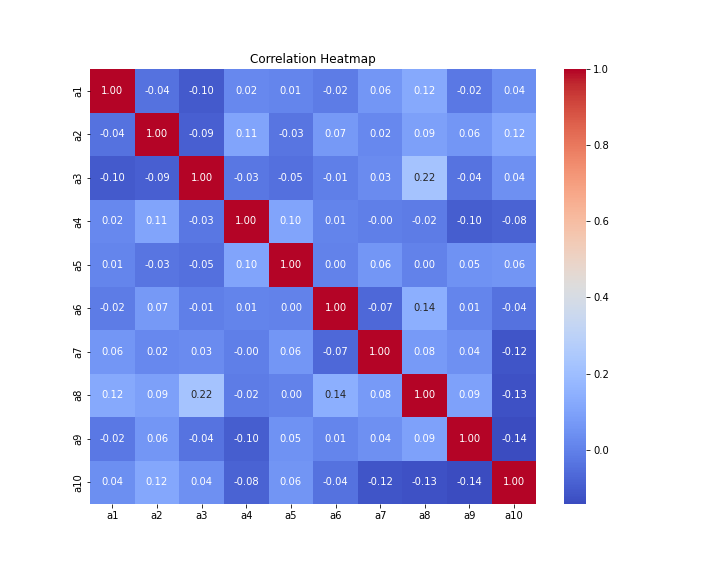 Correlation Heatmap
a1 1.00 -0.04 -0.10 0.02 0.01 -0.02 0.06 0.12 -0.02 0.04
a2 -0.04 1.00 -0.09 0.11 -0.03 0.07 0.02 0.09 0.06 0.12
a3 -0.10 -0.09 1.00 -0.03 -0.05 -0.01 0.03 0.22 -0.04 0.04
a4 0.02 0.11 -0.03 1.00 0.10 0.01 -0.00 -0.02 -0.10 -0.08
a5 0.01 -0.03 -0.05 0.10 1.00 0.00 0.06 0.00 0.05 0.06
a6 -0.02 0.07 -0.01 0.01 0.00 1.00 -0.07 0.14 0.01 -0.04
a7 0.06 0.02 0.03 -0.00 0.06 -0.07 1.00 0.08 0.04 -0.12
a8 0.12 0.09 0.22 -0.02 0.00 0.14 0.08 1.00 0.09 -0.13
a9 -0.02 0.06 -0.04 -0.10 0.05 0.01 0.04 0.09 1.00 -0.14
a10 0.04 0.12 0.04 -0.08 0.06 -0.04 -0.12 -0.13 -0.14 1.00
a1 a2 a3 a4 a5 a6 a7 a8 a9 a10
1.0
0.8
0.6
0.4
0.2
0.0